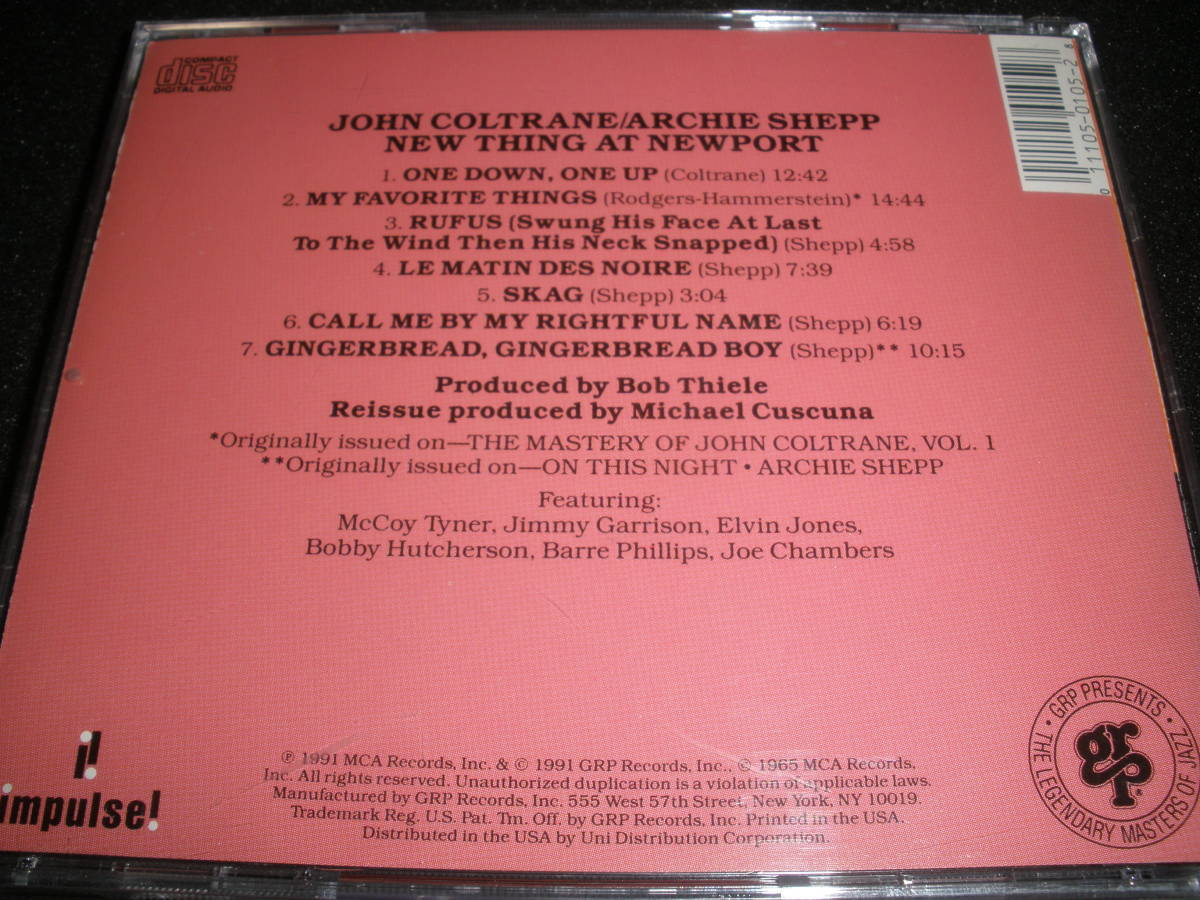 COMPACT
disc
DIGITAL AUDIO
0 11105-0105-2 8
JOHN COLTRANE/ARCHIE SHEPP
NEW THING AT NEWPORT
1. ONE DOWN, ONE UP (Coltrane) 12:42
2. MY FAVORITE THINGS (Rodgers-Hammerstein)* 14:44
3. RUFUS (Swung His Face At Last
To The Wind Then His Neck Snapped) (Shepp) 4:58
4. LE MATIN DES NOIRE (Shepp) 7:39
5. SKAG (Shepp) 3:04
6. CALL ME BY MY RIGHTFUL NAME (Shepp) 6:19
7. GINGERBREAD, GINGERBREAD BOY (Shepp)** 10:15
Produced by Bob Thiele
Reissue produced by Michael Cuscuna
*Originally issued on—THE MASTERY OF JOHN COLTRANE, VOL. 1
**Originally issued on—ON THIS NIGHT • ARCHIE SHEPP
Featuring:
McCoy Tyner, Jimmy Garrison, Elvin Jones,
Bobby Hutcherson, Barre Phillips, Joe Chambers
impulse!
℗ 1991 MCA Records, Inc. & © 1991 GRP Records, Inc., © 1965 MCA Records,
Inc. All rights reserved. Unauthorized duplication is a violation of applicable laws.
Manufactured by GRP Records, Inc. 555 West 57th Street, New York, NY 10019.
Trademark Reg. U.S. Pat. Tm. Off. by GRP Records, Inc. Printed in the USA.
Distributed in the USA by Uni Distribution Corporation.
• GRP PRESENTS •
THE LEGENDARY MASTERS OF JAZZ
grp